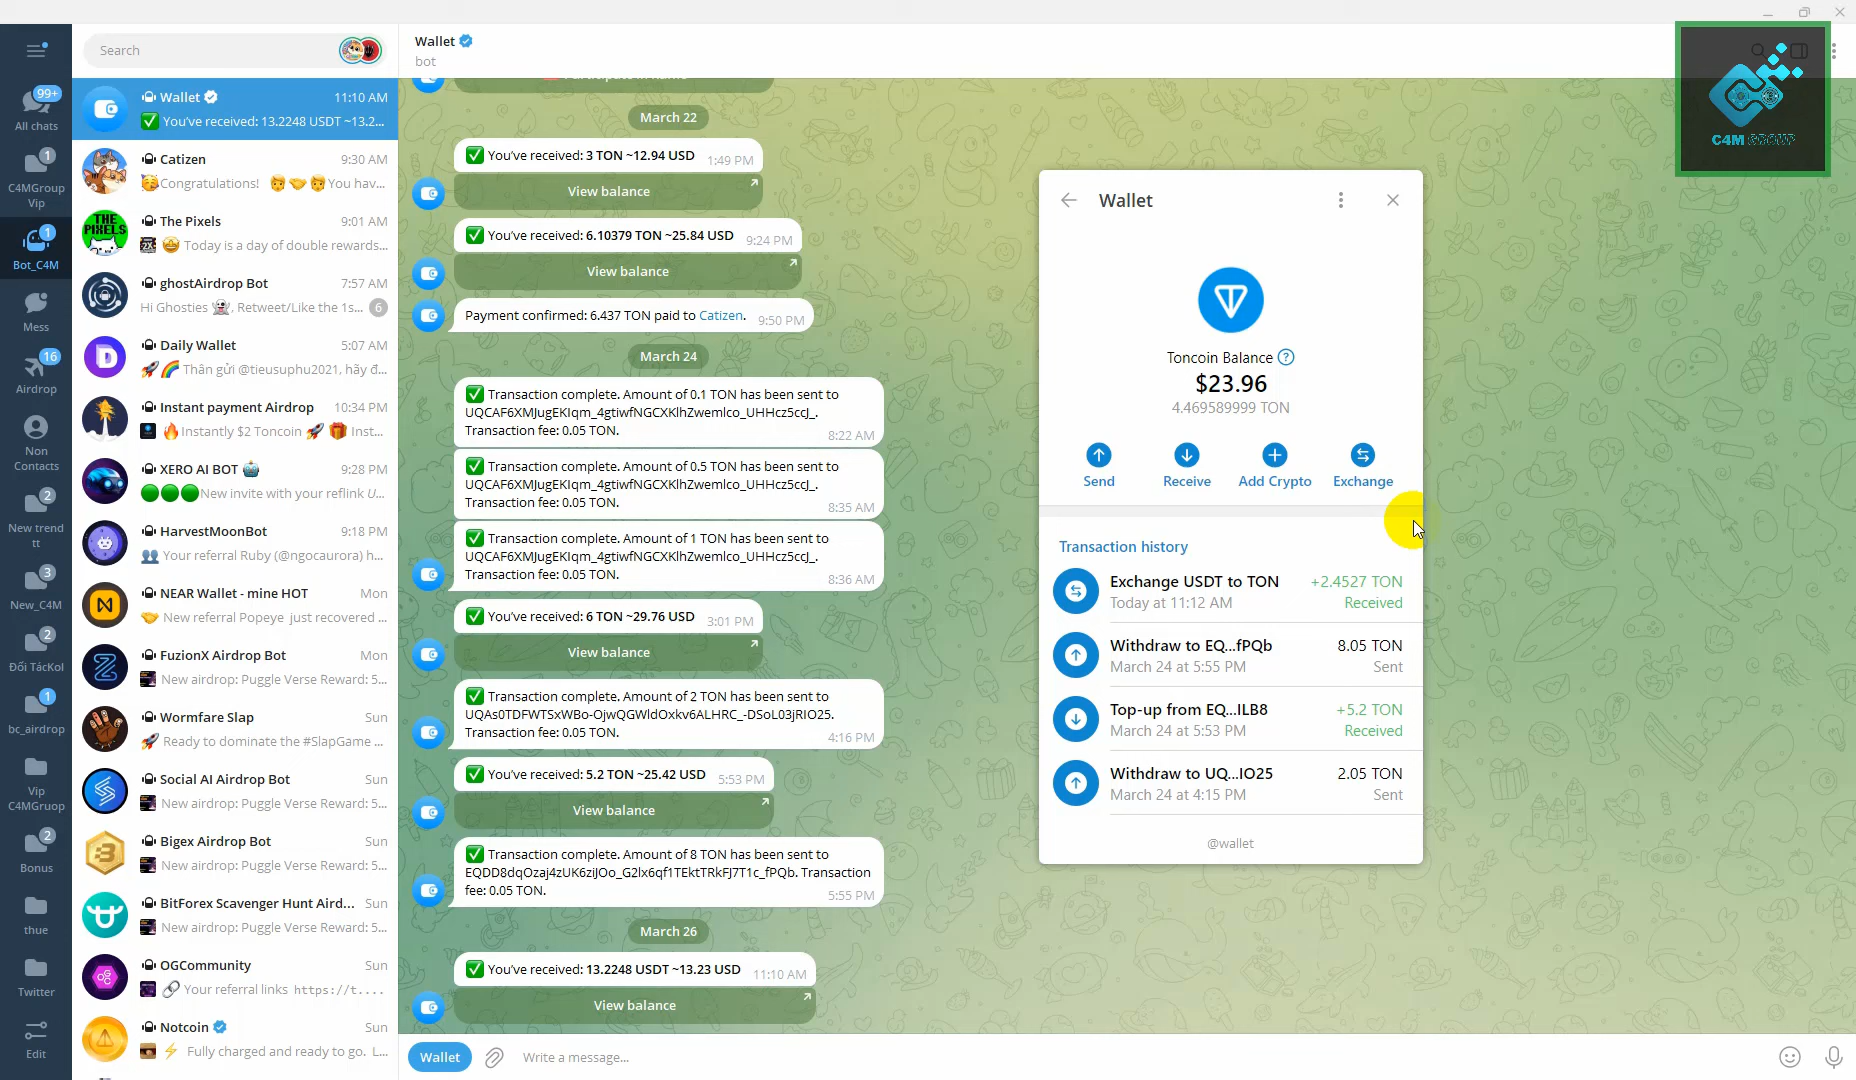 Search
99+
All chats
1
C4MGroup
Vip
1
Bot_C4M
Mess
16
Airdrop
Non
Contacts
2
New trend
tt
3
New_C4M
2
Đối TácKol
1
bc_airdrop
Vip
C4MGruop
2
Bonus
thue
Twitter
Edit
Wallet 11:10 AM
You've received: 13.2248 USDT ~13.2...
Catizen 9:30 AM
Congratulations! You hav...
The Pixels 9:01 AM
Today is a day of double rewards...
ghostAirdrop Bot 7:57 AM
Hi Ghosties , Retweet/Like the 1s... 6
Daily Wallet 5:07 AM
Thân gửi @tieusuphu2021, hãy đ...
Instant payment Airdrop 10:34 PM
Instantly $2 Toncoin Inst...
XERO AI BOT 9:28 PM
New invite with your reflink U...
HarvestMoonBot 9:18 PM
Your referral Ruby (@ngocaurora) h...
NEAR Wallet - mine HOT Mon
New referral Popeye just recovered ...
FuzionX Airdrop Bot Mon
New airdrop: Puggle Verse Reward: 5...
Wormfare Slap Sun
Ready to dominate the #SlapGame ...
Social AI Airdrop Bot Sun
New airdrop: Puggle Verse Reward: 5...
Bigex Airdrop Bot Sun
New airdrop: Puggle Verse Reward: 5...
BitForex Scavenger Hunt Aird... Sun
New airdrop: Puggle Verse Reward: 5...
OGCommunity Sun
Your referral links https://t....
Notcoin Sun
Fully charged and ready to go. L...
THE
PIXELS
Wallet
bot
March 22
You've received: 3 TON ~12.94 USD 1:49 PM
View balance
You've received: 6.10379 TON ~25.84 USD 9:24 PM
View balance
Payment confirmed: 6.437 TON paid to Catizen. 9:50 PM
March 24
Transaction complete. Amount of 0.1 TON has been sent to
UQCAF6XMJugEKIqm_4gtiwfNGCXKlhZwemlco_UHHcz5ccJ_.
Transaction fee: 0.05 TON. 8:22 AM
Transaction complete. Amount of 0.5 TON has been sent to
UQCAF6XMJugEKIqm_4gtiwfNGCXKlhZwemlco_UHHcz5ccJ_.
Transaction fee: 0.05 TON. 8:35 AM
Transaction complete. Amount of 1 TON has been sent to
UQCAF6XMJugEKIqm_4gtiwfNGCXKlhZwemlco_UHHcz5ccJ_.
Transaction fee: 0.05 TON. 8:36 AM
You've received: 6 TON ~29.76 USD 3:01 PM
View balance
Transaction complete. Amount of 2 TON has been sent to
UQAs0TDFWTSxWBo-OjwQGWldOxkv6ALHRC_-DSoL03jRIO25.
Transaction fee: 0.05 TON. 4:16 PM
You've received: 5.2 TON ~25.42 USD 5:53 PM
View balance
Transaction complete. Amount of 8 TON has been sent to
EQDD8dqOzaj4zUK6zijJOo_G2lx6qf1TEktTRkFJ7T1c_fPQb. Transaction
fee: 0.05 TON. 5:55 PM
March 26
You've received: 13.2248 USDT ~13.23 USD 11:10 AM
View balance
Wallet
Write a message...
Wallet
Toncoin Balance ?
$23.96
4.469589999 TON
Send Receive Add Crypto Exchange
Transaction history
Exchange USDT to TON +2.4527 TON
Today at 11:12 AM Received
Withdraw to EQ...fPQb 8.05 TON
March 24 at 5:55 PM Sent
Top-up from EQ...ILB8 +5.2 TON
March 24 at 5:53 PM Received
Withdraw to UQ...IO25 2.05 TON
March 24 at 4:15 PM Sent
@wallet
C4M GROUP